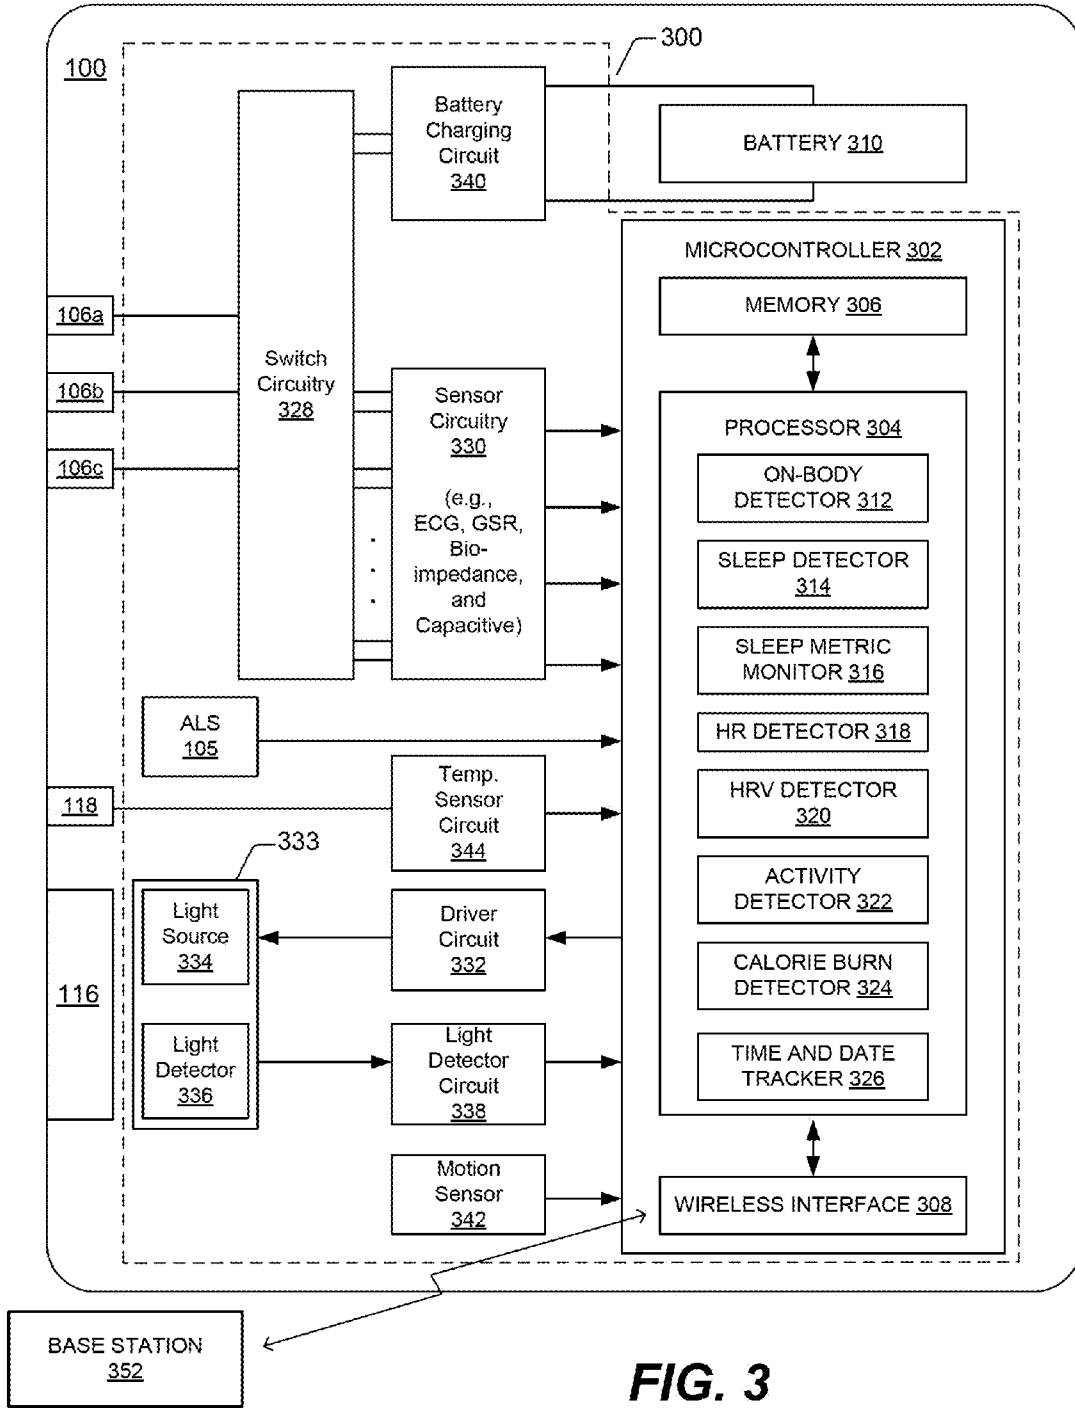 100
300
Battery
Charging
Circuit
340
BATTERY 310
MICROCONTROLLER 302
MEMORY 306
106a
106b
106c
Switch
Circuitry
328
Sensor
Circuitry
330
(e.g.,
ECG, GSR,
Bio-
impedance,
and
Capacitive)
PROCESSOR 304
ON-BODY
DETECTOR 312
SLEEP DETECTOR
314
SLEEP METRIC
MONITOR 316
HR DETECTOR 318
HRV DETECTOR
320
ACTIVITY
DETECTOR 322
CALORIE BURN
DETECTOR 324
TIME AND DATE
TRACKER 326
ALS
105
118
Temp.
Sensor
Circuit
344
333
116
Light
Source
334
Driver
Circuit
332
Light
Detector
336
Light
Detector
Circuit
338
Motion
Sensor
342
WIRELESS INTERFACE 308
BASE STATION
352
FIG. 3